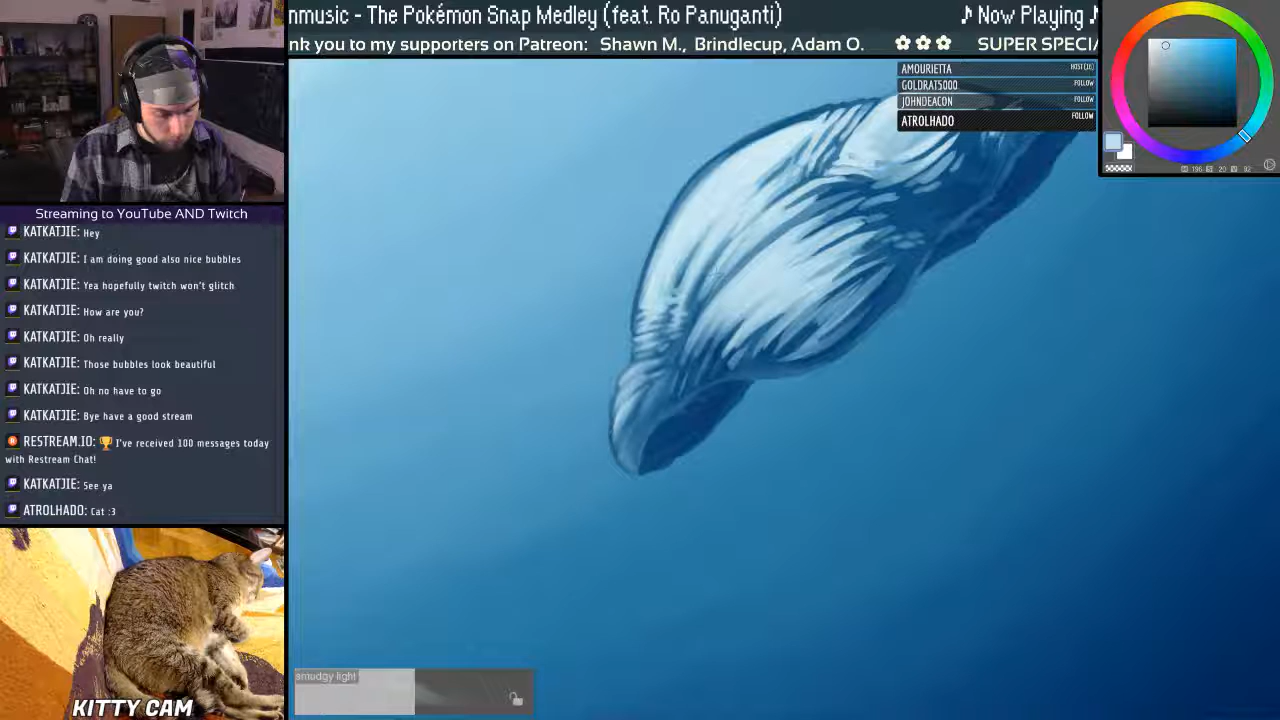 nmusic - The Pokémon Snap Medley (feat. Ro Panuganti)
♪ Now Playing ♪
nk you to my supporters on Patreon: Shawn M., Brindlecup, Adam O. ✿ ✿ ✿ SUPER SPECIA
AMOURIETTA
GOLDRAT5000 FOLLOW
JOHNDEACON FOLLOW
ATROLHADO FOLLOW
Streaming to YouTube AND Twitch
KATKATJIE: Hey
KATKATJIE: I am doing good also nice bubbles
KATKATJIE: Yea hopefully twitch won't glitch
KATKATJIE: How are you?
KATKATJIE: Oh really
KATKATJIE: Those bubbles look beautiful
KATKATJIE: Oh no have to go
KATKATJIE: Bye have a good stream
RESTREAM.IO: 🏆 I've received 100 messages today
with Restream Chat!
KATKATJIE: See ya
ATROLHADO: Cat :3
KITTY CAM
smudgy light